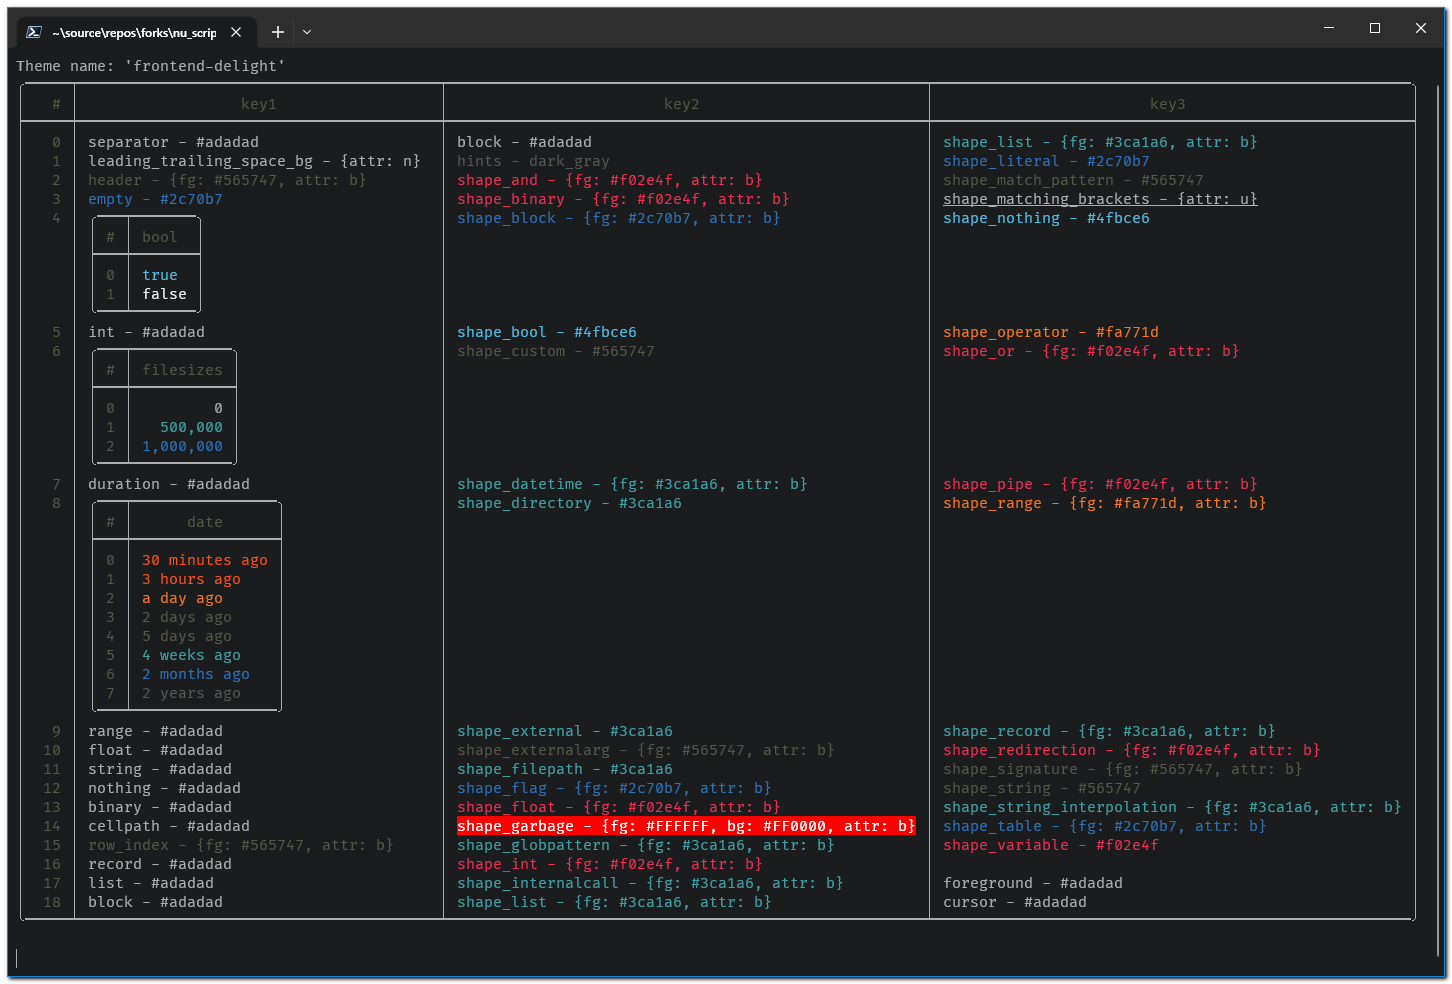 ~\source\repos\forks\nu_scrip
Theme name: 'frontend-delight'
# key1 key2 key3
0 separator - #adadad block - #adadad shape_list - {fg: #3ca1a6, attr: b}
1 leading_trailing_space_bg - {attr: n} hints - dark_gray shape_literal - #2c70b7
2 header - {fg: #565747, attr: b} shape_and - {fg: #f02e4f, attr: b} shape_match_pattern - #565747
3 empty - #2c70b7 shape_binary - {fg: #f02e4f, attr: b} shape_matching_brackets - {attr: u}
4 shape_block - {fg: #2c70b7, attr: b} shape_nothing - #4fbce6
# bool
0 true
1 false
5 int - #adadad shape_bool - #4fbce6 shape_operator - #fa771d
6 shape_custom - #565747 shape_or - {fg: #f02e4f, attr: b}
# filesizes
0 0
1 500,000
2 1,000,000
7 duration - #adadad shape_datetime - {fg: #3ca1a6, attr: b} shape_pipe - {fg: #f02e4f, attr: b}
8 shape_directory - #3ca1a6 shape_range - {fg: #fa771d, attr: b}
# date
0 30 minutes ago
1 3 hours ago
2 a day ago
3 2 days ago
4 5 days ago
5 4 weeks ago
6 2 months ago
7 2 years ago
9 range - #adadad shape_external - #3ca1a6 shape_record - {fg: #3ca1a6, attr: b}
10 float - #adadad shape_externalarg - {fg: #565747, attr: b} shape_redirection - {fg: #f02e4f, attr: b}
11 string - #adadad shape_filepath - #3ca1a6 shape_signature - {fg: #565747, attr: b}
12 nothing - #adadad shape_flag - {fg: #2c70b7, attr: b} shape_string - #565747
13 binary - #adadad shape_float - {fg: #f02e4f, attr: b} shape_string_interpolation - {fg: #3ca1a6, attr: b}
14 cellpath - #adadad shape_garbage - {fg: #FFFFFF, bg: #FF0000, attr: b} shape_table - {fg: #2c70b7, attr: b}
15 row_index - {fg: #565747, attr: b} shape_globpattern - {fg: #3ca1a6, attr: b} shape_variable - #f02e4f
16 record - #adadad shape_int - {fg: #f02e4f, attr: b}
17 list - #adadad shape_internalcall - {fg: #3ca1a6, attr: b} foreground - #adadad
18 block - #adadad shape_list - {fg: #3ca1a6, attr: b} cursor - #adadad